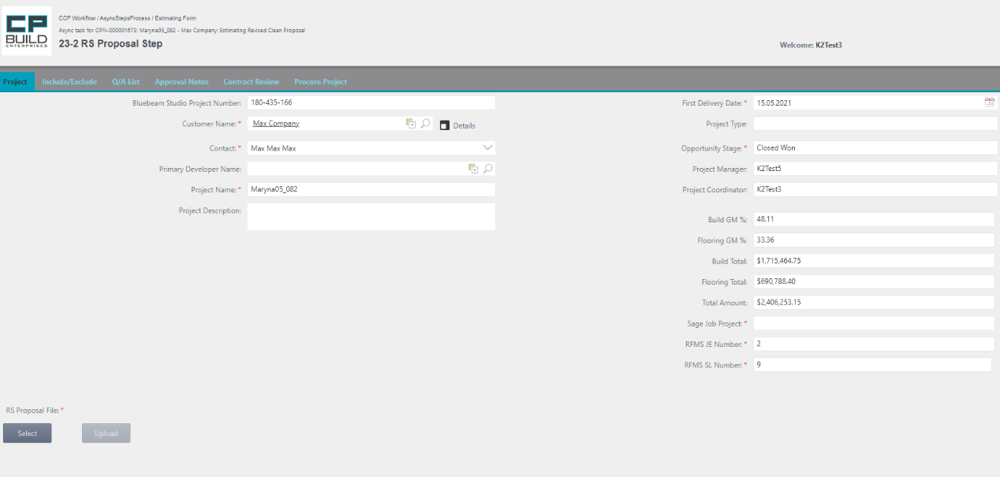 CP
BUILD
ENTERPRISES
CCP Workflow / AsyncStepsProcess / Estimating Form
Async task for OPN-000001673: Maryna05_082 - Max Company: Estimating Revised Clean Proposal
23-2 RS Proposal Step
Welcome: K2Test3
Project Include/Exclude Q/A List Approval Notes Contract Review Procore Project
Bluebeam Studio Project Number: 180-435-166
Customer Name: * Max Company Details
Contact: * Max Max Max
Primary Developer Name:
Project Name: * Maryna05_082
Project Description:
First Delivery Date: * 15.05.2021
Project Type:
Opportunity Stage: * Closed Won
Project Manager: K2Test5
Project Coordinator: K2Test3
Build GM %: 48.11
Flooring GM %: 33.36
Build Total: $1,715,464.75
Flooring Total: $690,788.40
Total Amount: $2,406,253.15
Sage Job Project: *
RFMS JE Number: * 2
RFMS SL Number: * 9
RS Proposal File: *
Select Upload